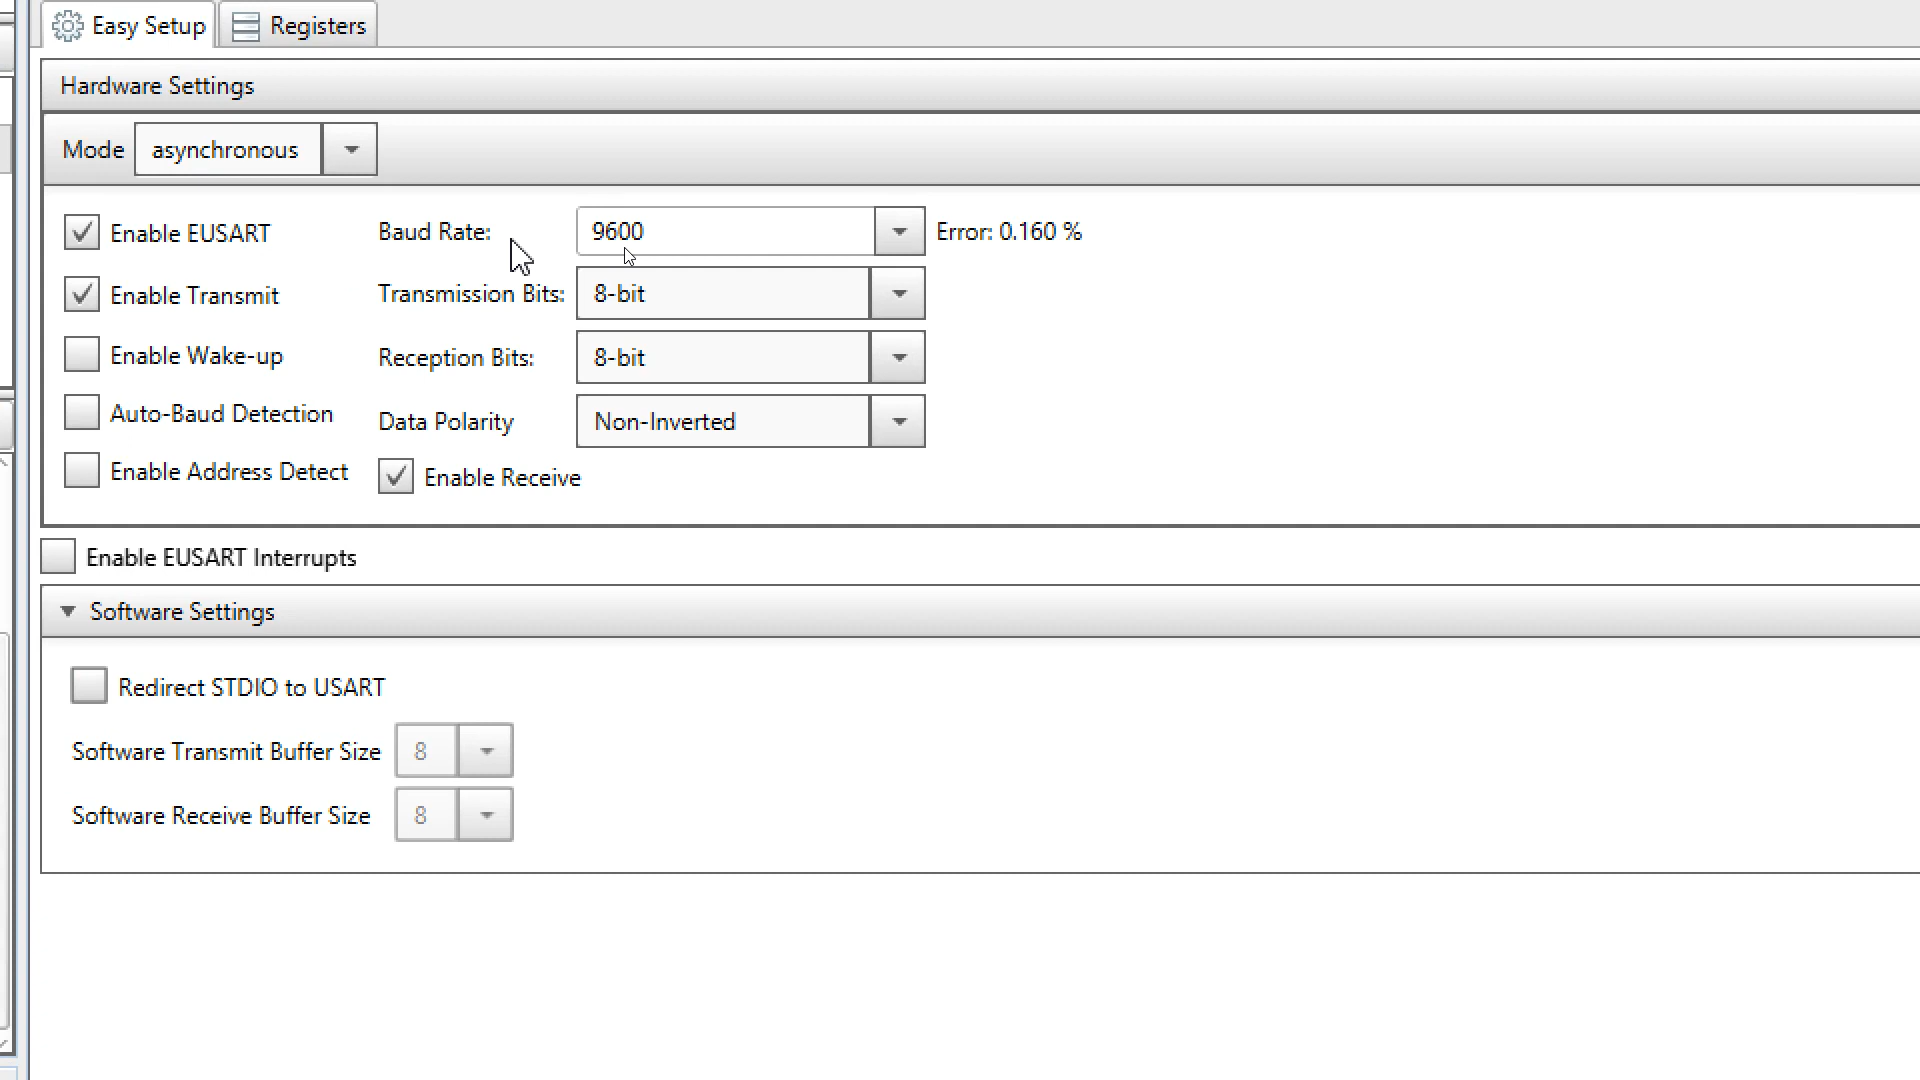 Easy Setup Registers
Hardware Settings
Mode asynchronous
Enable EUSART Baud Rate: 9600 Error: 0.160 %
Enable Transmit Transmission Bits: 8-bit
Enable Wake-up Reception Bits: 8-bit
Auto-Baud Detection Data Polarity Non-Inverted
Enable Address Detect Enable Receive
Enable EUSART Interrupts
Software Settings
Redirect STDIO to USART
Software Transmit Buffer Size 8
Software Receive Buffer Size 8